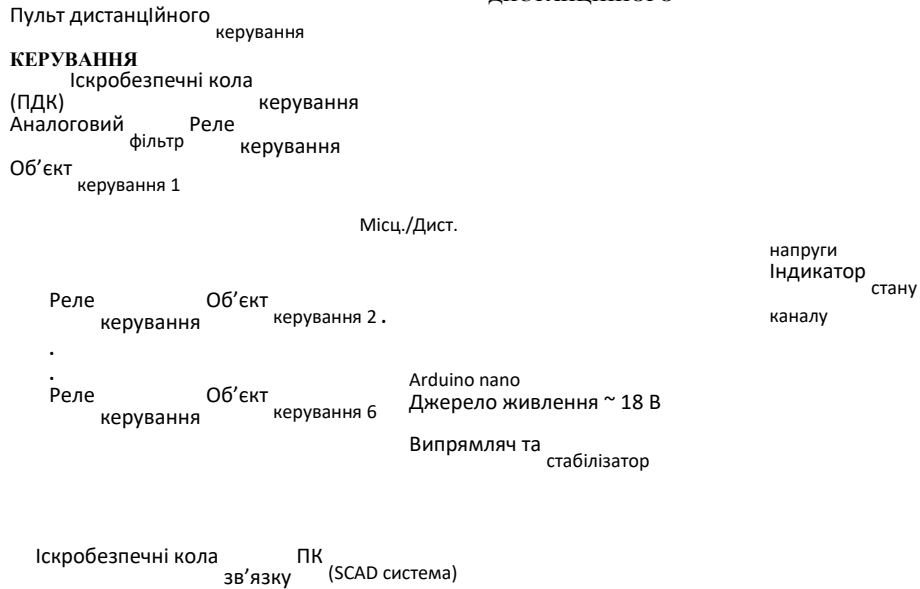 Пульт дистанцІйного
керування
КЕРУВАННЯ
Іскробезпечні кола
(ПДК) керування
Аналоговий фільтр Реле керування
Об’єкт керування 1
Місц./Дист.
напруги
Індикатор стану
каналу
Реле керування Об’єкт керування 2 .
.
.
Реле керування Об’єкт керування 6
Arduino nano
Джерело живлення ~ 18 В
Випрямляч та стабілізатор
Іскробезпечні кола зв’язку ПК (SCAD система)